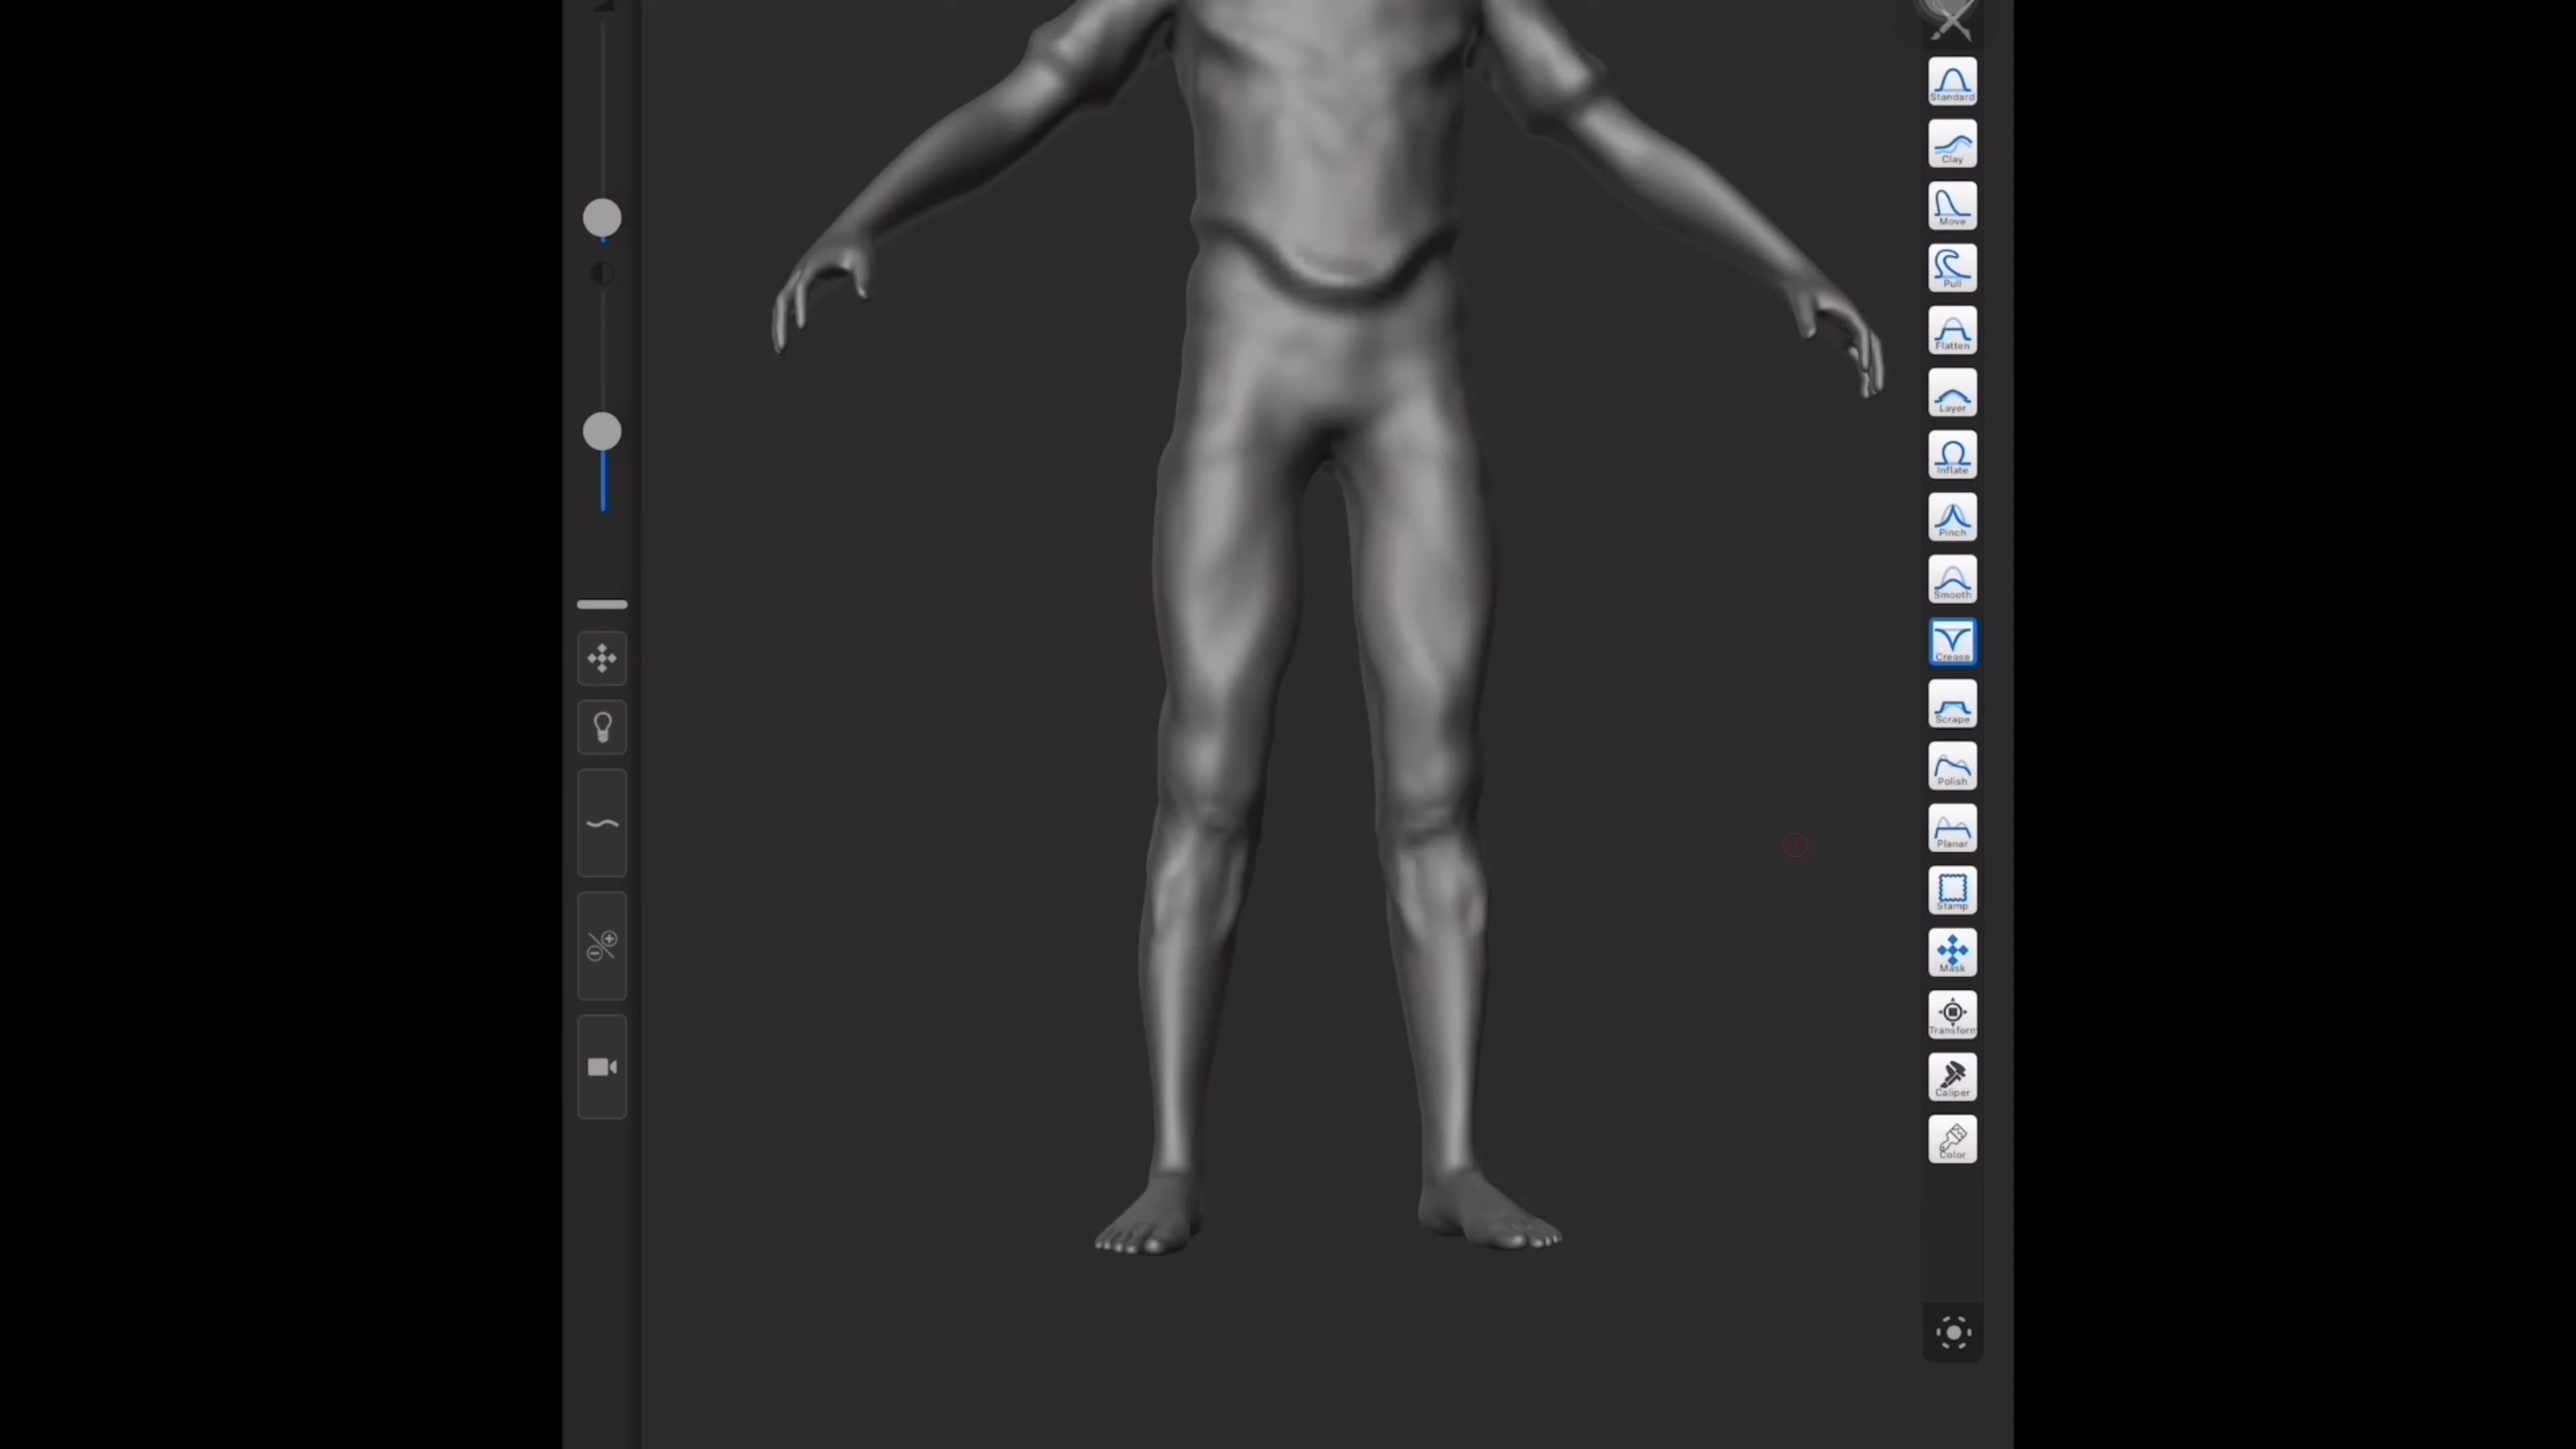 Standard
Clay
Move
Pull
Flatten
Layer
Inflate
Pinch
Smooth
Crease
Scrape
Polish
Planar
Stamp
Mask
Transform
Caliper
Color